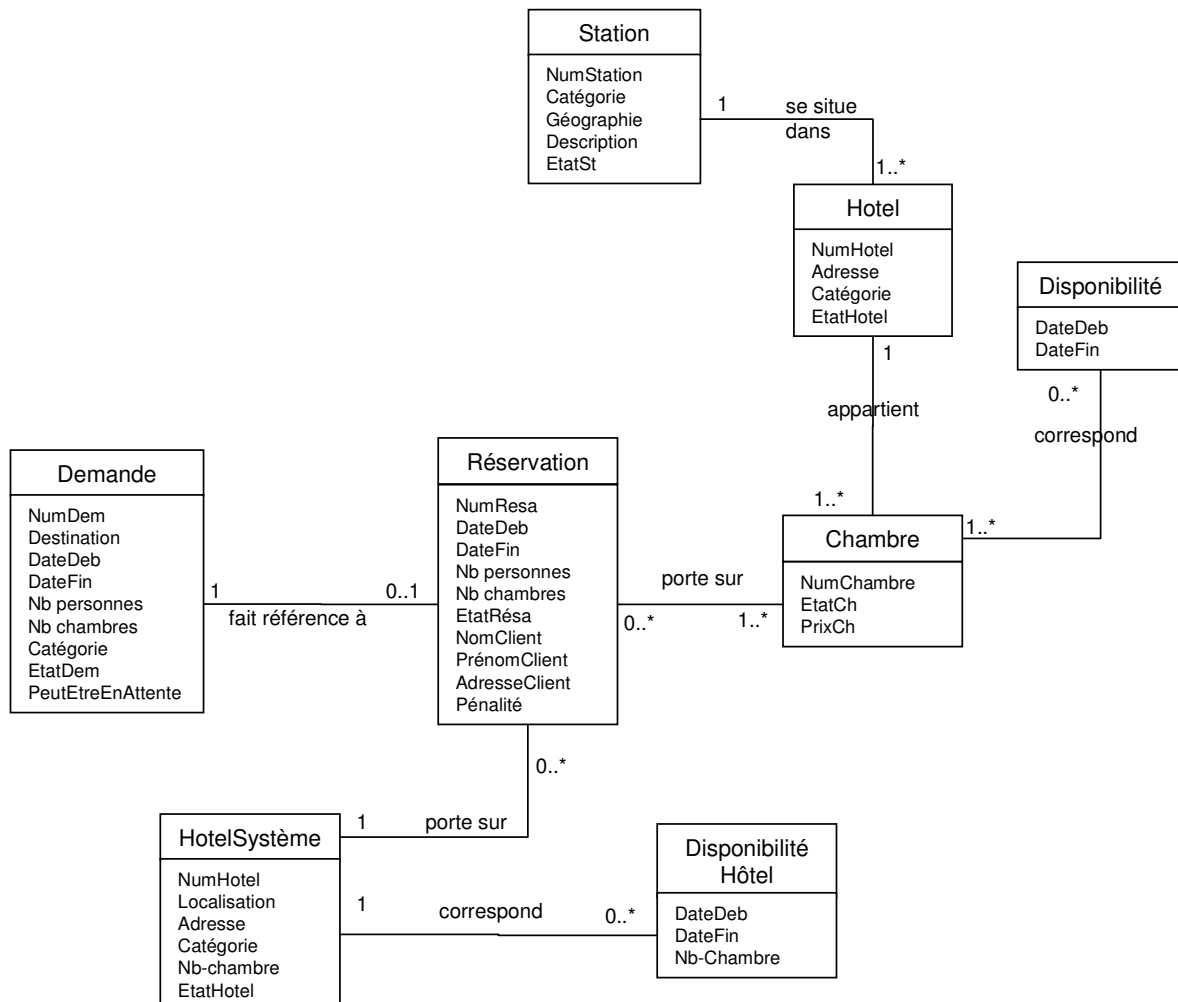 Station
NumStation
Catégorie
Géographie
Description
EtatSt
1
se situe
dans
1..*
Hotel
NumHotel
Adresse
Catégorie
EtatHotel
1
appartient
1..*
Disponibilité
DateDeb
DateFin
0..*
correspond
1..*
Chambre
NumChambre
EtatCh
PrixCh
Demande
NumDem
Destination
DateDeb
DateFin
Nb personnes
Nb chambres
Catégorie
EtatDem
PeutEtreEnAttente
1
fait référence à
0..1
Réservation
NumResa
DateDeb
DateFin
Nb personnes
Nb chambres
EtatRésa
NomClient
PrénomClient
AdresseClient
Pénalité
porte sur
0..*
1..*
0..*
1
porte sur
HotelSystème
NumHotel
Localisation
Adresse
Catégorie
Nb-chambre
EtatHotel
1
correspond
0..*
Disponibilité
Hôtel
DateDeb
DateFin
Nb-Chambre